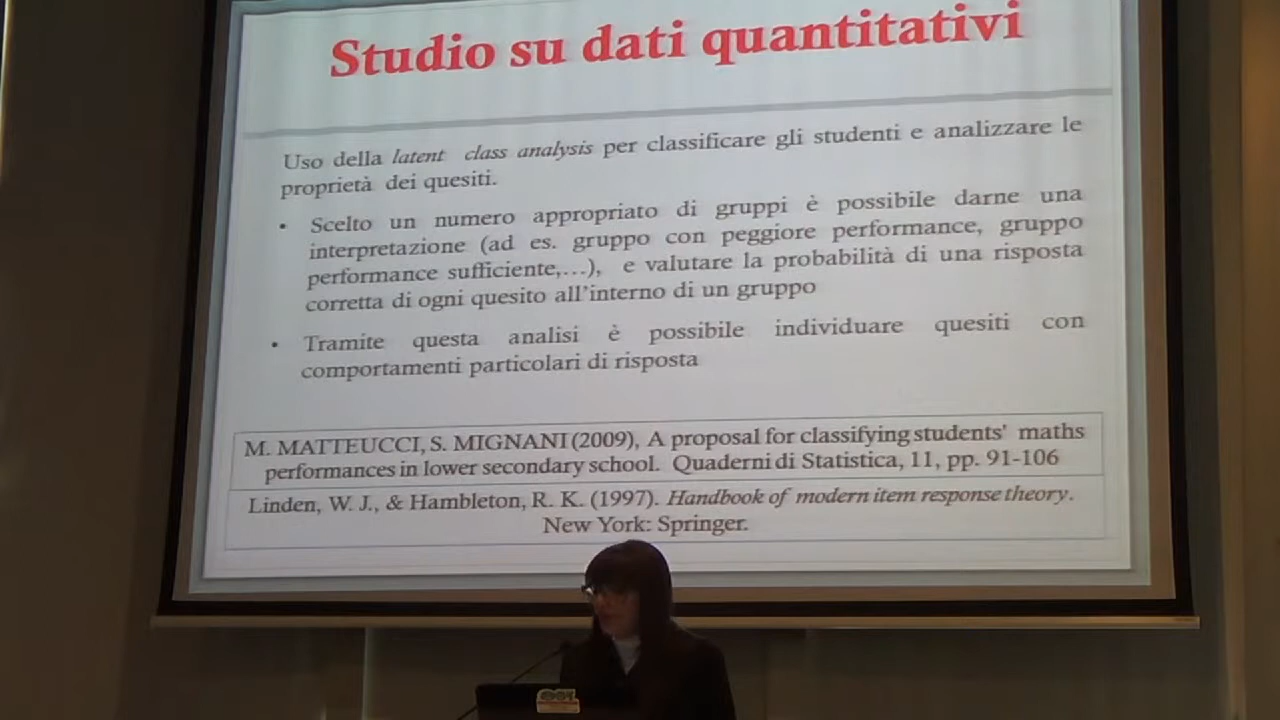 Studio su dati quantitativi
Uso della latent class analysis per classificare gli studenti e analizzare le
proprietà dei quesiti.
• Scelto un numero appropriato di gruppi è possibile darne una
interpretazione (ad es. gruppo con peggiore performance, gruppo
performance sufficiente,…), e valutare la probabilità di una risposta
corretta di ogni quesito all'interno di un gruppo
• Tramite questa analisi è possibile individuare quesiti con
comportamenti particolari di risposta
M. MATTEUCCI, S. MIGNANI (2009), A proposal for classifying students' maths
performances in lower secondary school. Quaderni di Statistica, 11, pp. 91-106
Linden, W. J., & Hambleton, R. K. (1997). Handbook of modern item response theory.
New York: Springer.